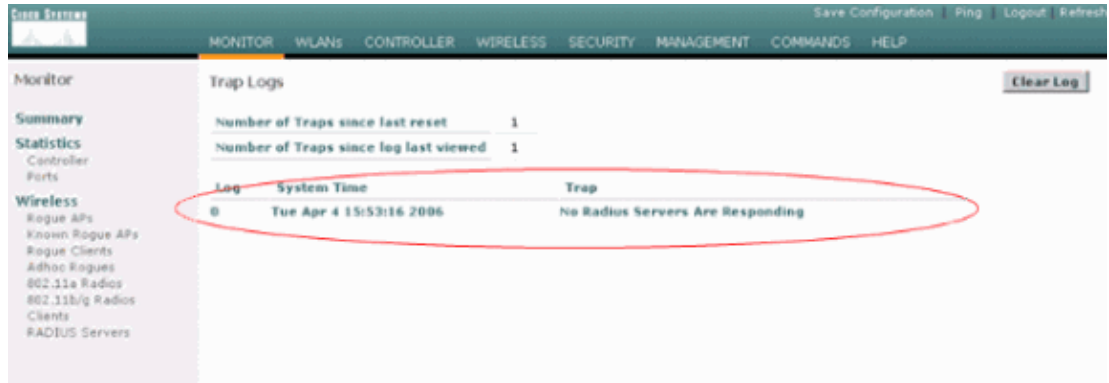 CISCO SYSTEMS
Save Configuration | Ping | Logout | Refresh
MONITOR WLANs CONTROLLER WIRELESS SECURITY MANAGEMENT COMMANDS HELP
Monitor
Summary
Statistics
Controller
Ports
Wireless
Rogue APs
Known Rogue APs
Rogue Clients
Adhoc Rogues
802.11a Radios
802.11b/g Radios
Clients
RADIUS Servers
Trap Logs
Clear Log
Number of Traps since last reset 1
Number of Traps since log last viewed 1
Log System Time Trap
0 Tue Apr 4 15:53:16 2006 No Radius Servers Are Responding